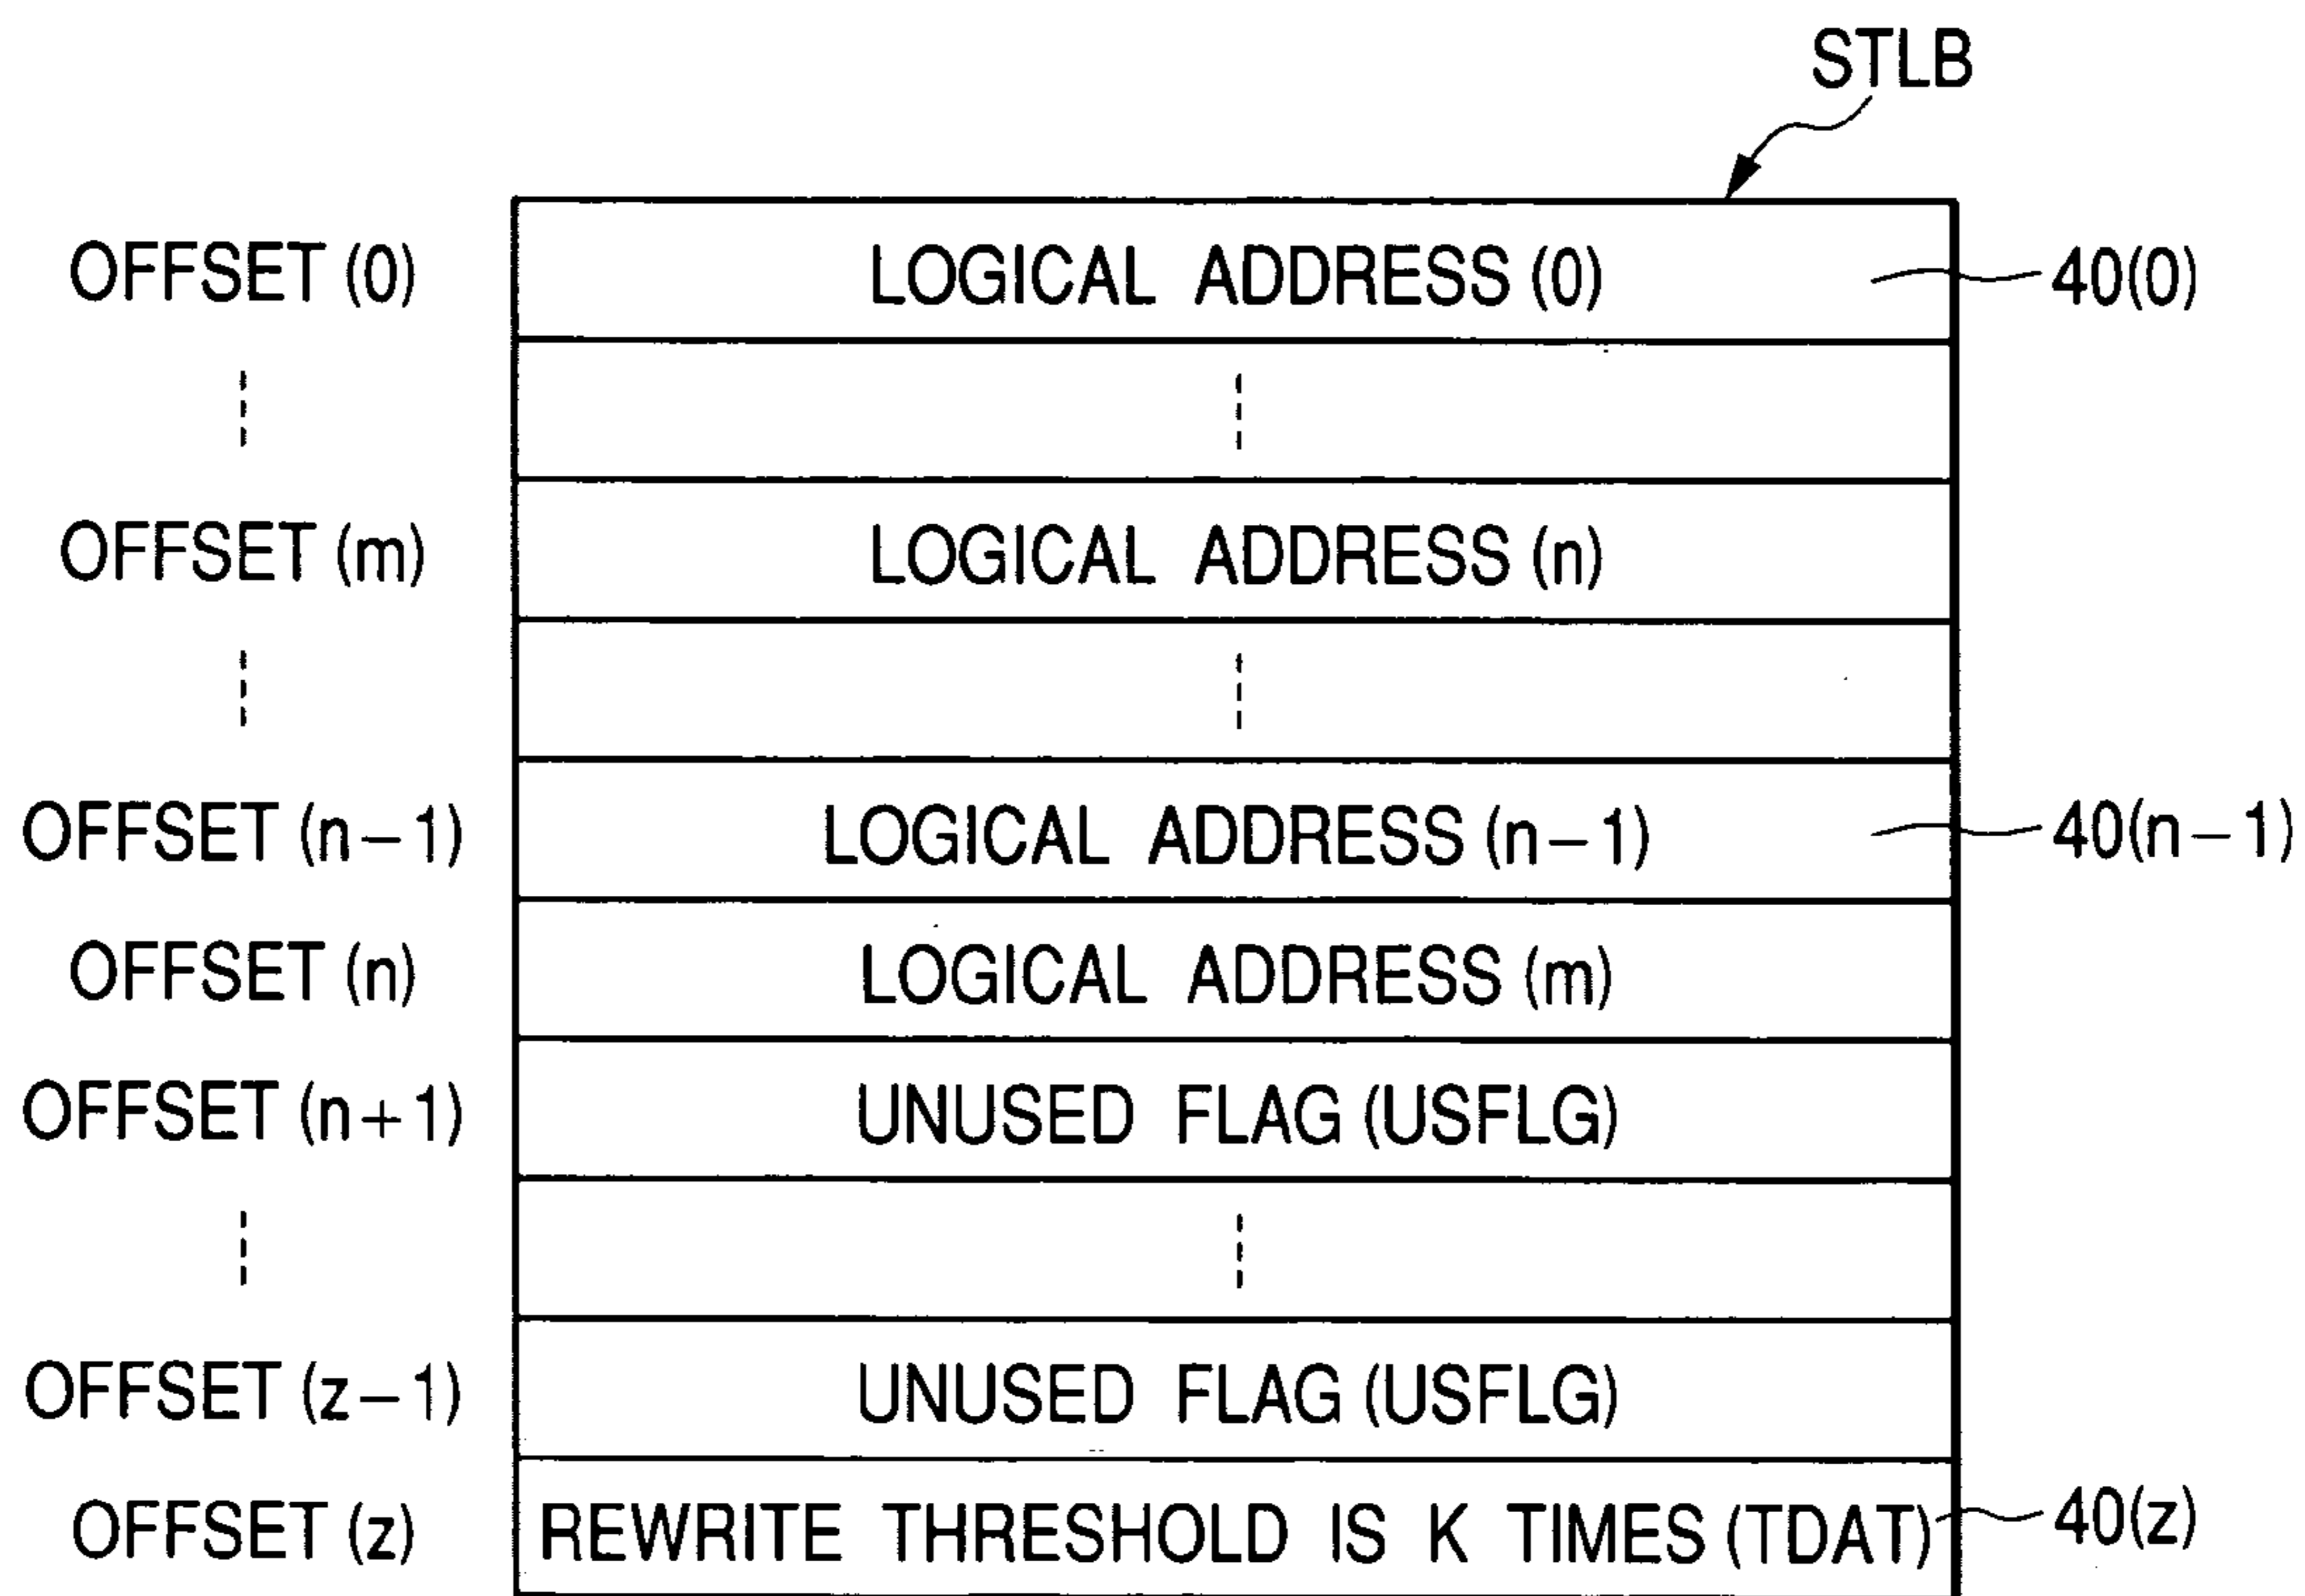 STLB
OFFSET (0) LOGICAL ADDRESS (0) 40(0)
OFFSET (m) LOGICAL ADDRESS (n)
OFFSET (n−1) LOGICAL ADDRESS (n−1) 40(n−1)
OFFSET (n) LOGICAL ADDRESS (m)
OFFSET (n+1) UNUSED FLAG (USFLG)
OFFSET (z−1) UNUSED FLAG (USFLG)
OFFSET (z) REWRITE THRESHOLD IS K TIMES (TDAT) 40(z)